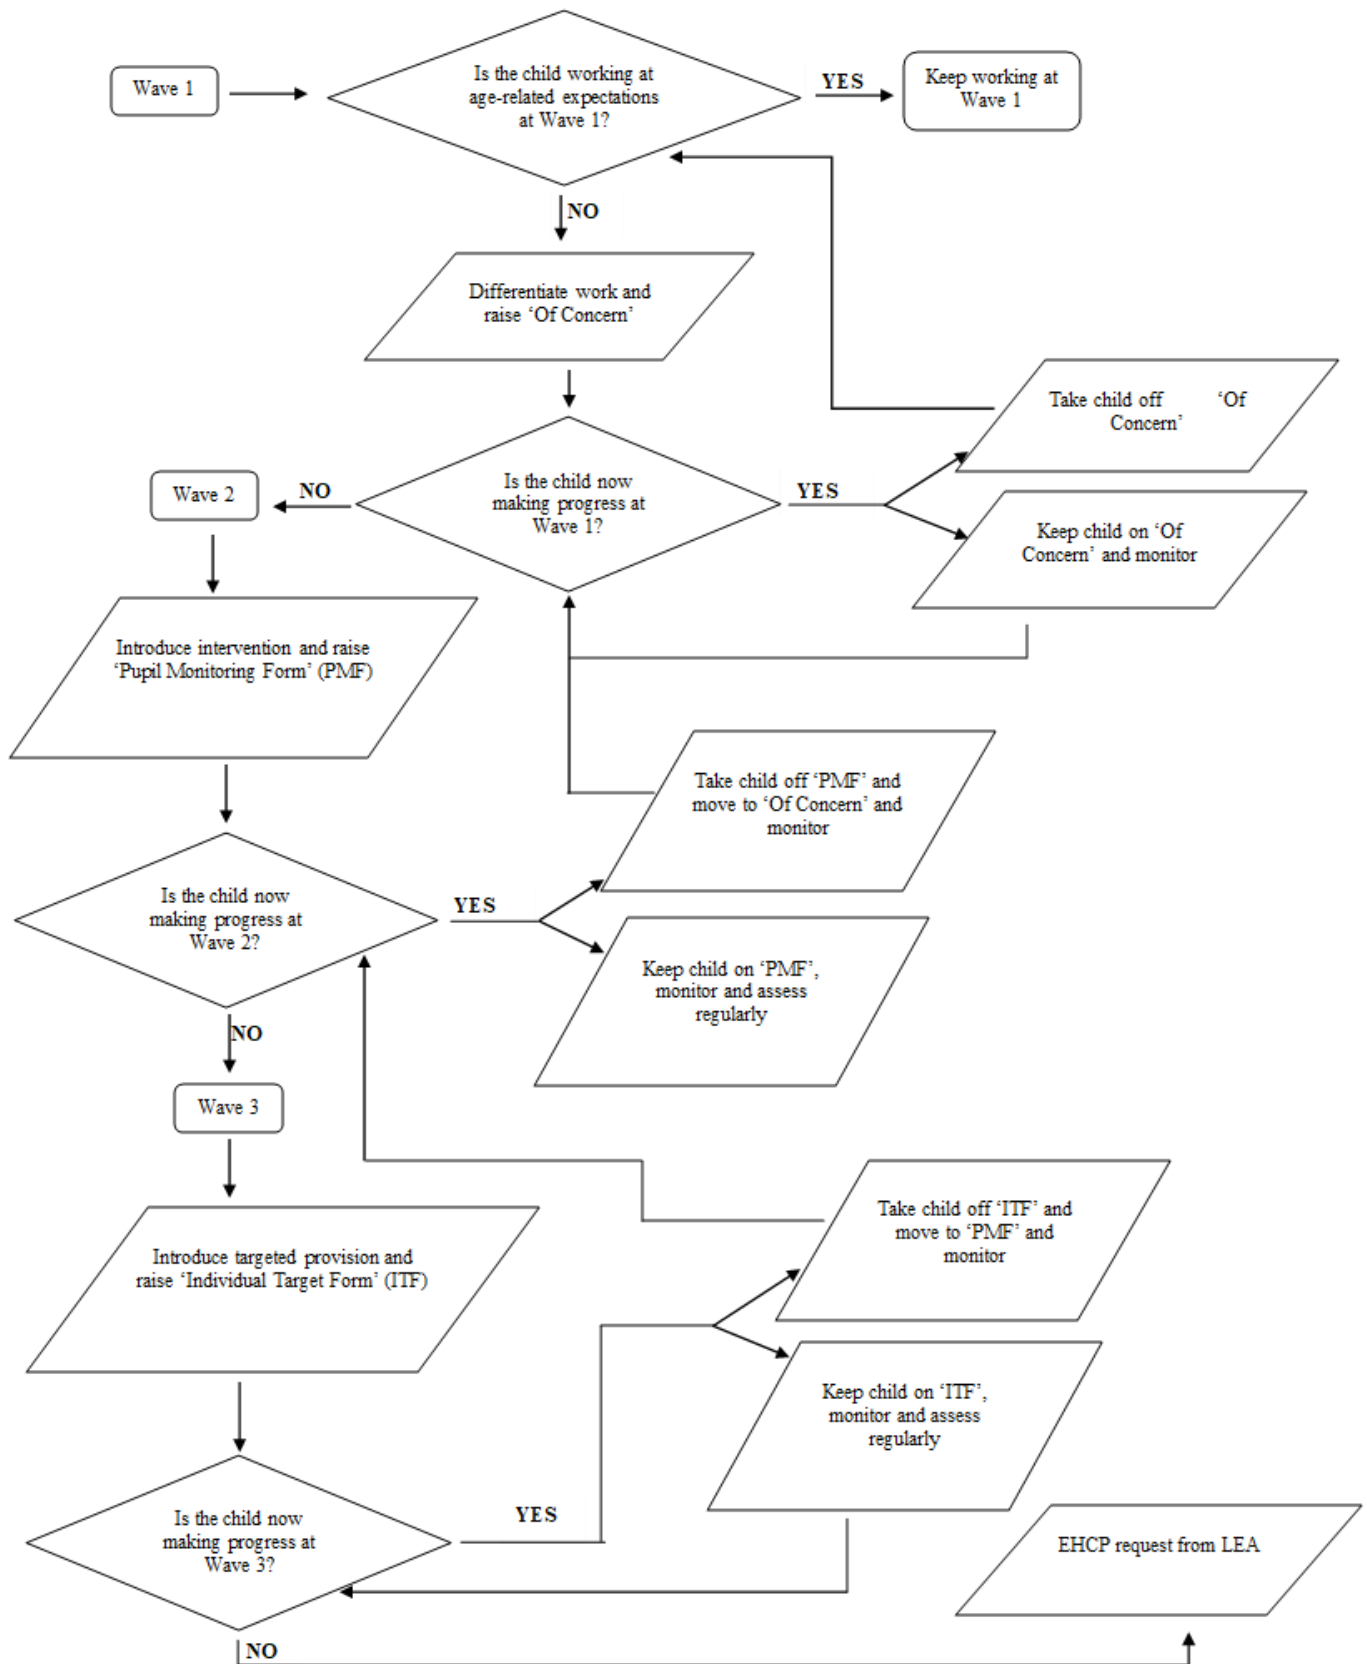 Wave 1
Is the child working at
age-related expectations
at Wave 1?
YES
Keep working at
Wave 1
NO
Differentiate work and
raise ‘Of Concern’
Take child off ‘Of
Concern’
Is the child now
making progress at
Wave 1?
YES
NO
Wave 2
Keep child on ‘Of
Concern’ and monitor
Introduce intervention and raise
‘Pupil Monitoring Form’ (PMF)
Take child off ‘PMF’ and
move to ‘Of Concern’ and
monitor
Is the child now
making progress at
Wave 2?
YES
Keep child on ‘PMF’,
monitor and assess
regularly
NO
Wave 3
Introduce targeted provision and
raise ‘Individual Target Form’ (ITF)
Take child off ‘ITF’ and
move to ‘PMF’ and
monitor
Keep child on ‘ITF’,
monitor and assess
regularly
Is the child now
making progress at
Wave 3?
YES
EHCP request from LEA
NO